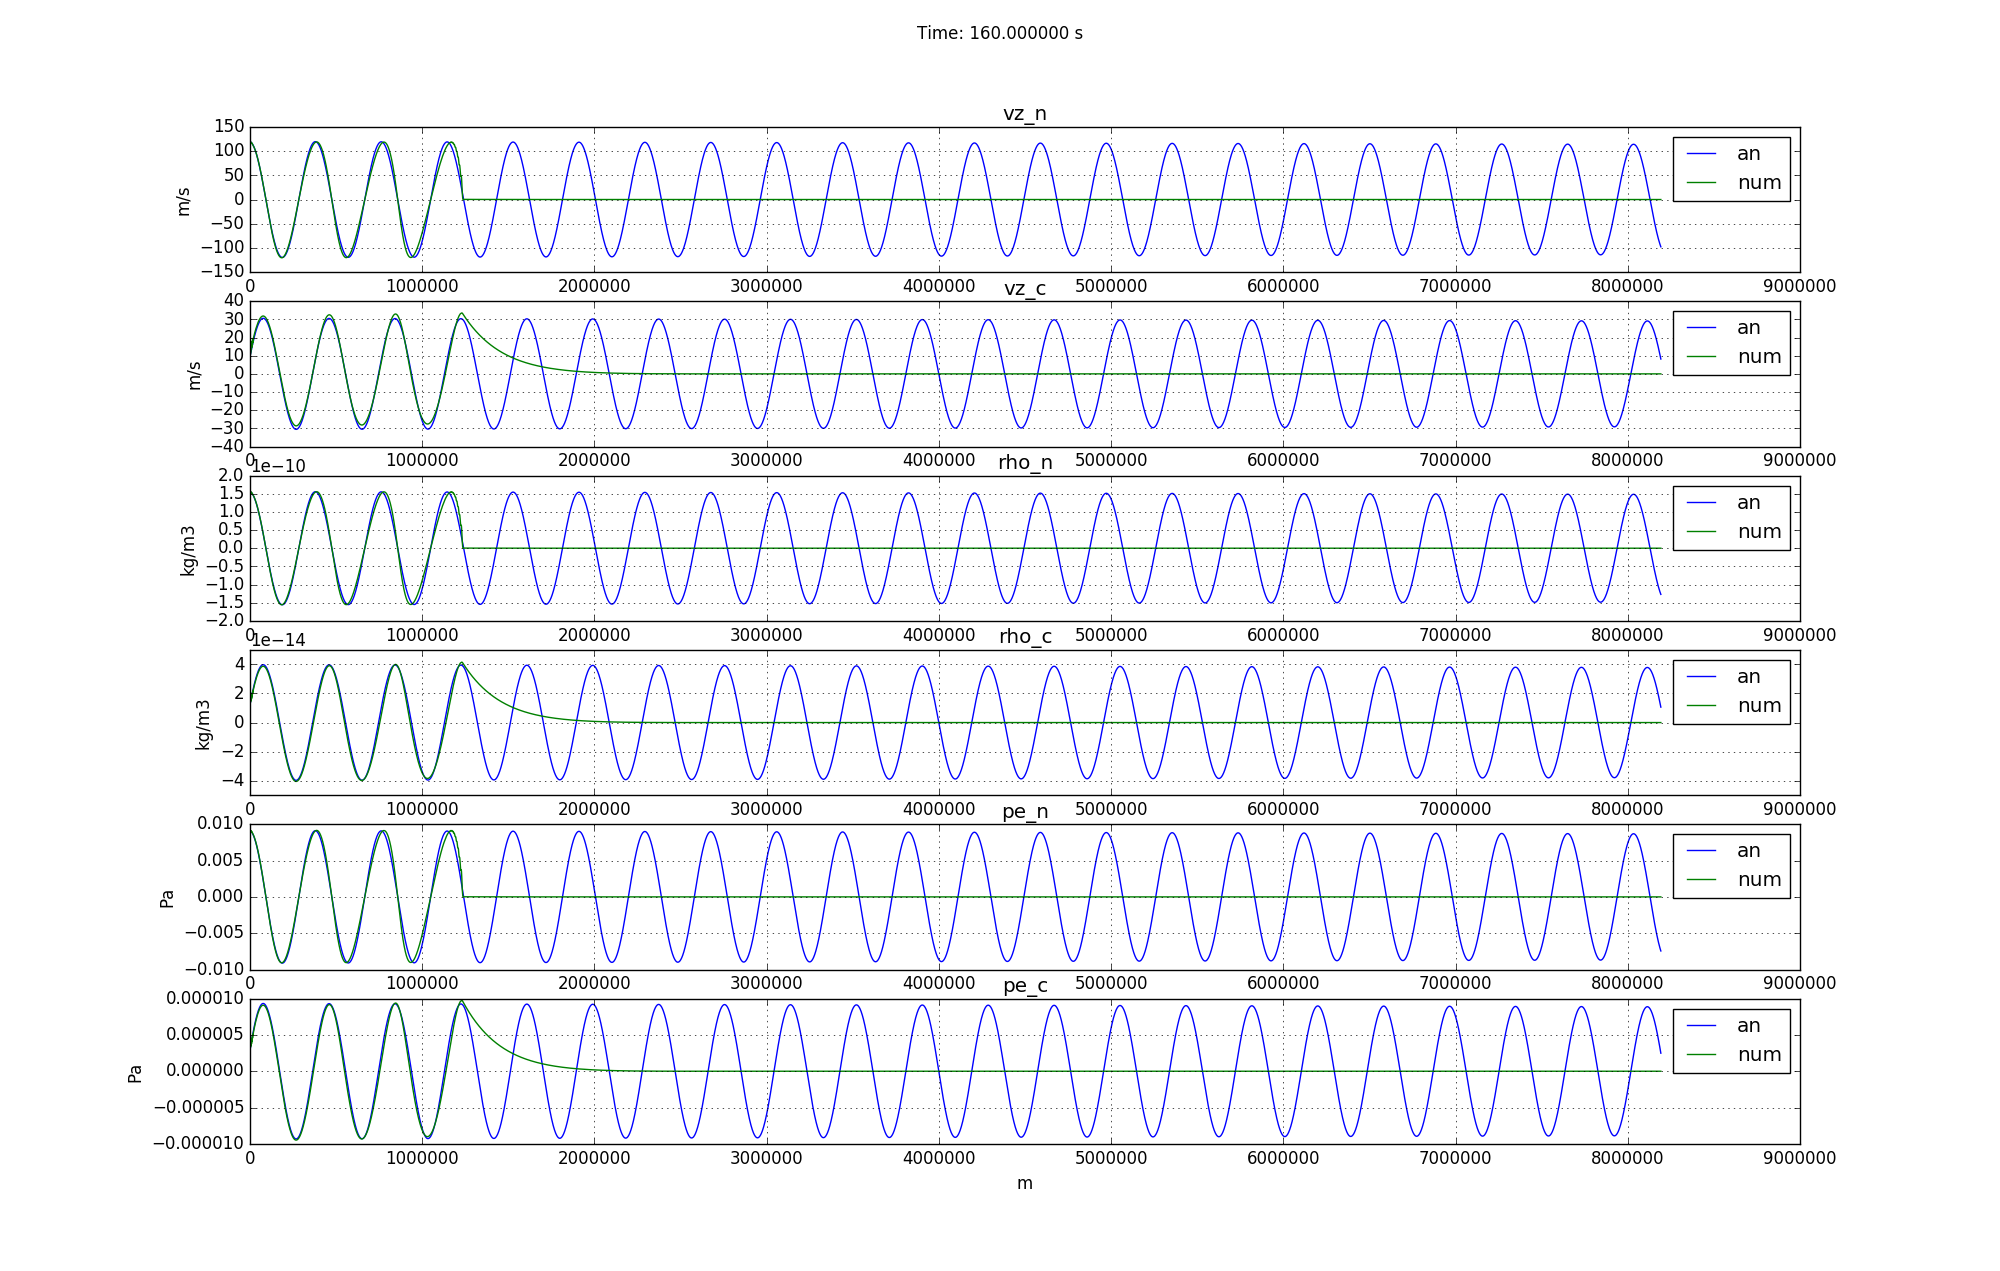 Time: 160.000000 s
vz_n
150
100
50
0
−50
−100
−150
m/s
an
num
0 1000000 2000000 3000000 4000000 5000000 6000000 7000000 8000000 9000000
vz_c
40
30
20
10
0
−10
−20
−30
−40
m/s
an
num
0 1000000 2000000 3000000 4000000 5000000 6000000 7000000 8000000 9000000
1e−10
rho_n
2.0
1.5
1.0
0.5
0.0
−0.5
−1.0
−1.5
−2.0
kg/m3
an
num
0 1000000 2000000 3000000 4000000 5000000 6000000 7000000 8000000 9000000
1e−14
rho_c
4
2
0
−2
−4
kg/m3
an
num
0 1000000 2000000 3000000 4000000 5000000 6000000 7000000 8000000 9000000
pe_n
0.010
0.005
0.000
−0.005
−0.010
Pa
an
num
0 1000000 2000000 3000000 4000000 5000000 6000000 7000000 8000000 9000000
pe_c
0.000010
0.000005
0.000000
−0.000005
−0.000010
Pa
an
num
0 1000000 2000000 3000000 4000000 5000000 6000000 7000000 8000000 9000000
m